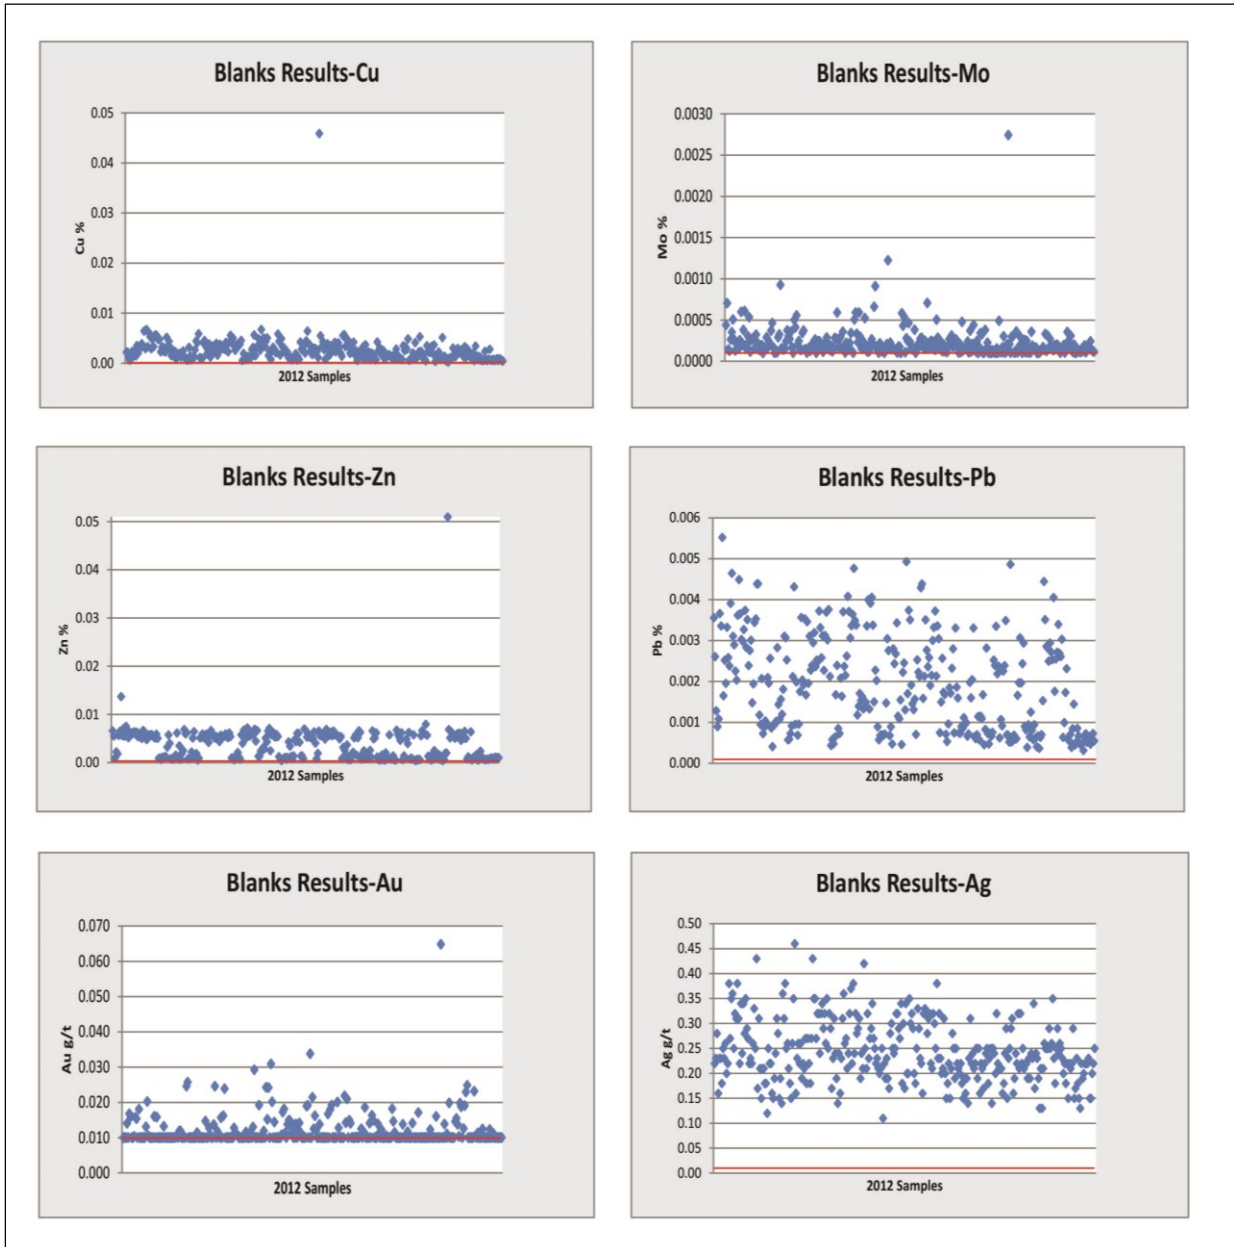 Blanks Results-Cu
0.05
0.04
0.03
0.02
0.01
0.00
Cu %
2012 Samples
Blanks Results-Mo
0.0030
0.0025
0.0020
0.0015
0.0010
0.0005
0.0000
Mo %
2012 Samples
Blanks Results-Zn
0.05
0.04
0.03
0.02
0.01
0.00
Zn %
2012 Samples
Blanks Results-Pb
0.006
0.005
0.004
0.003
0.002
0.001
0.000
Pb %
2012 Samples
Blanks Results-Au
0.070
0.060
0.050
0.040
0.030
0.020
0.010
0.000
Au g/t
2012 Samples
Blanks Results-Ag
0.50
0.45
0.40
0.35
0.30
0.25
0.20
0.15
0.10
0.05
0.00
Ag g/t
2012 Samples